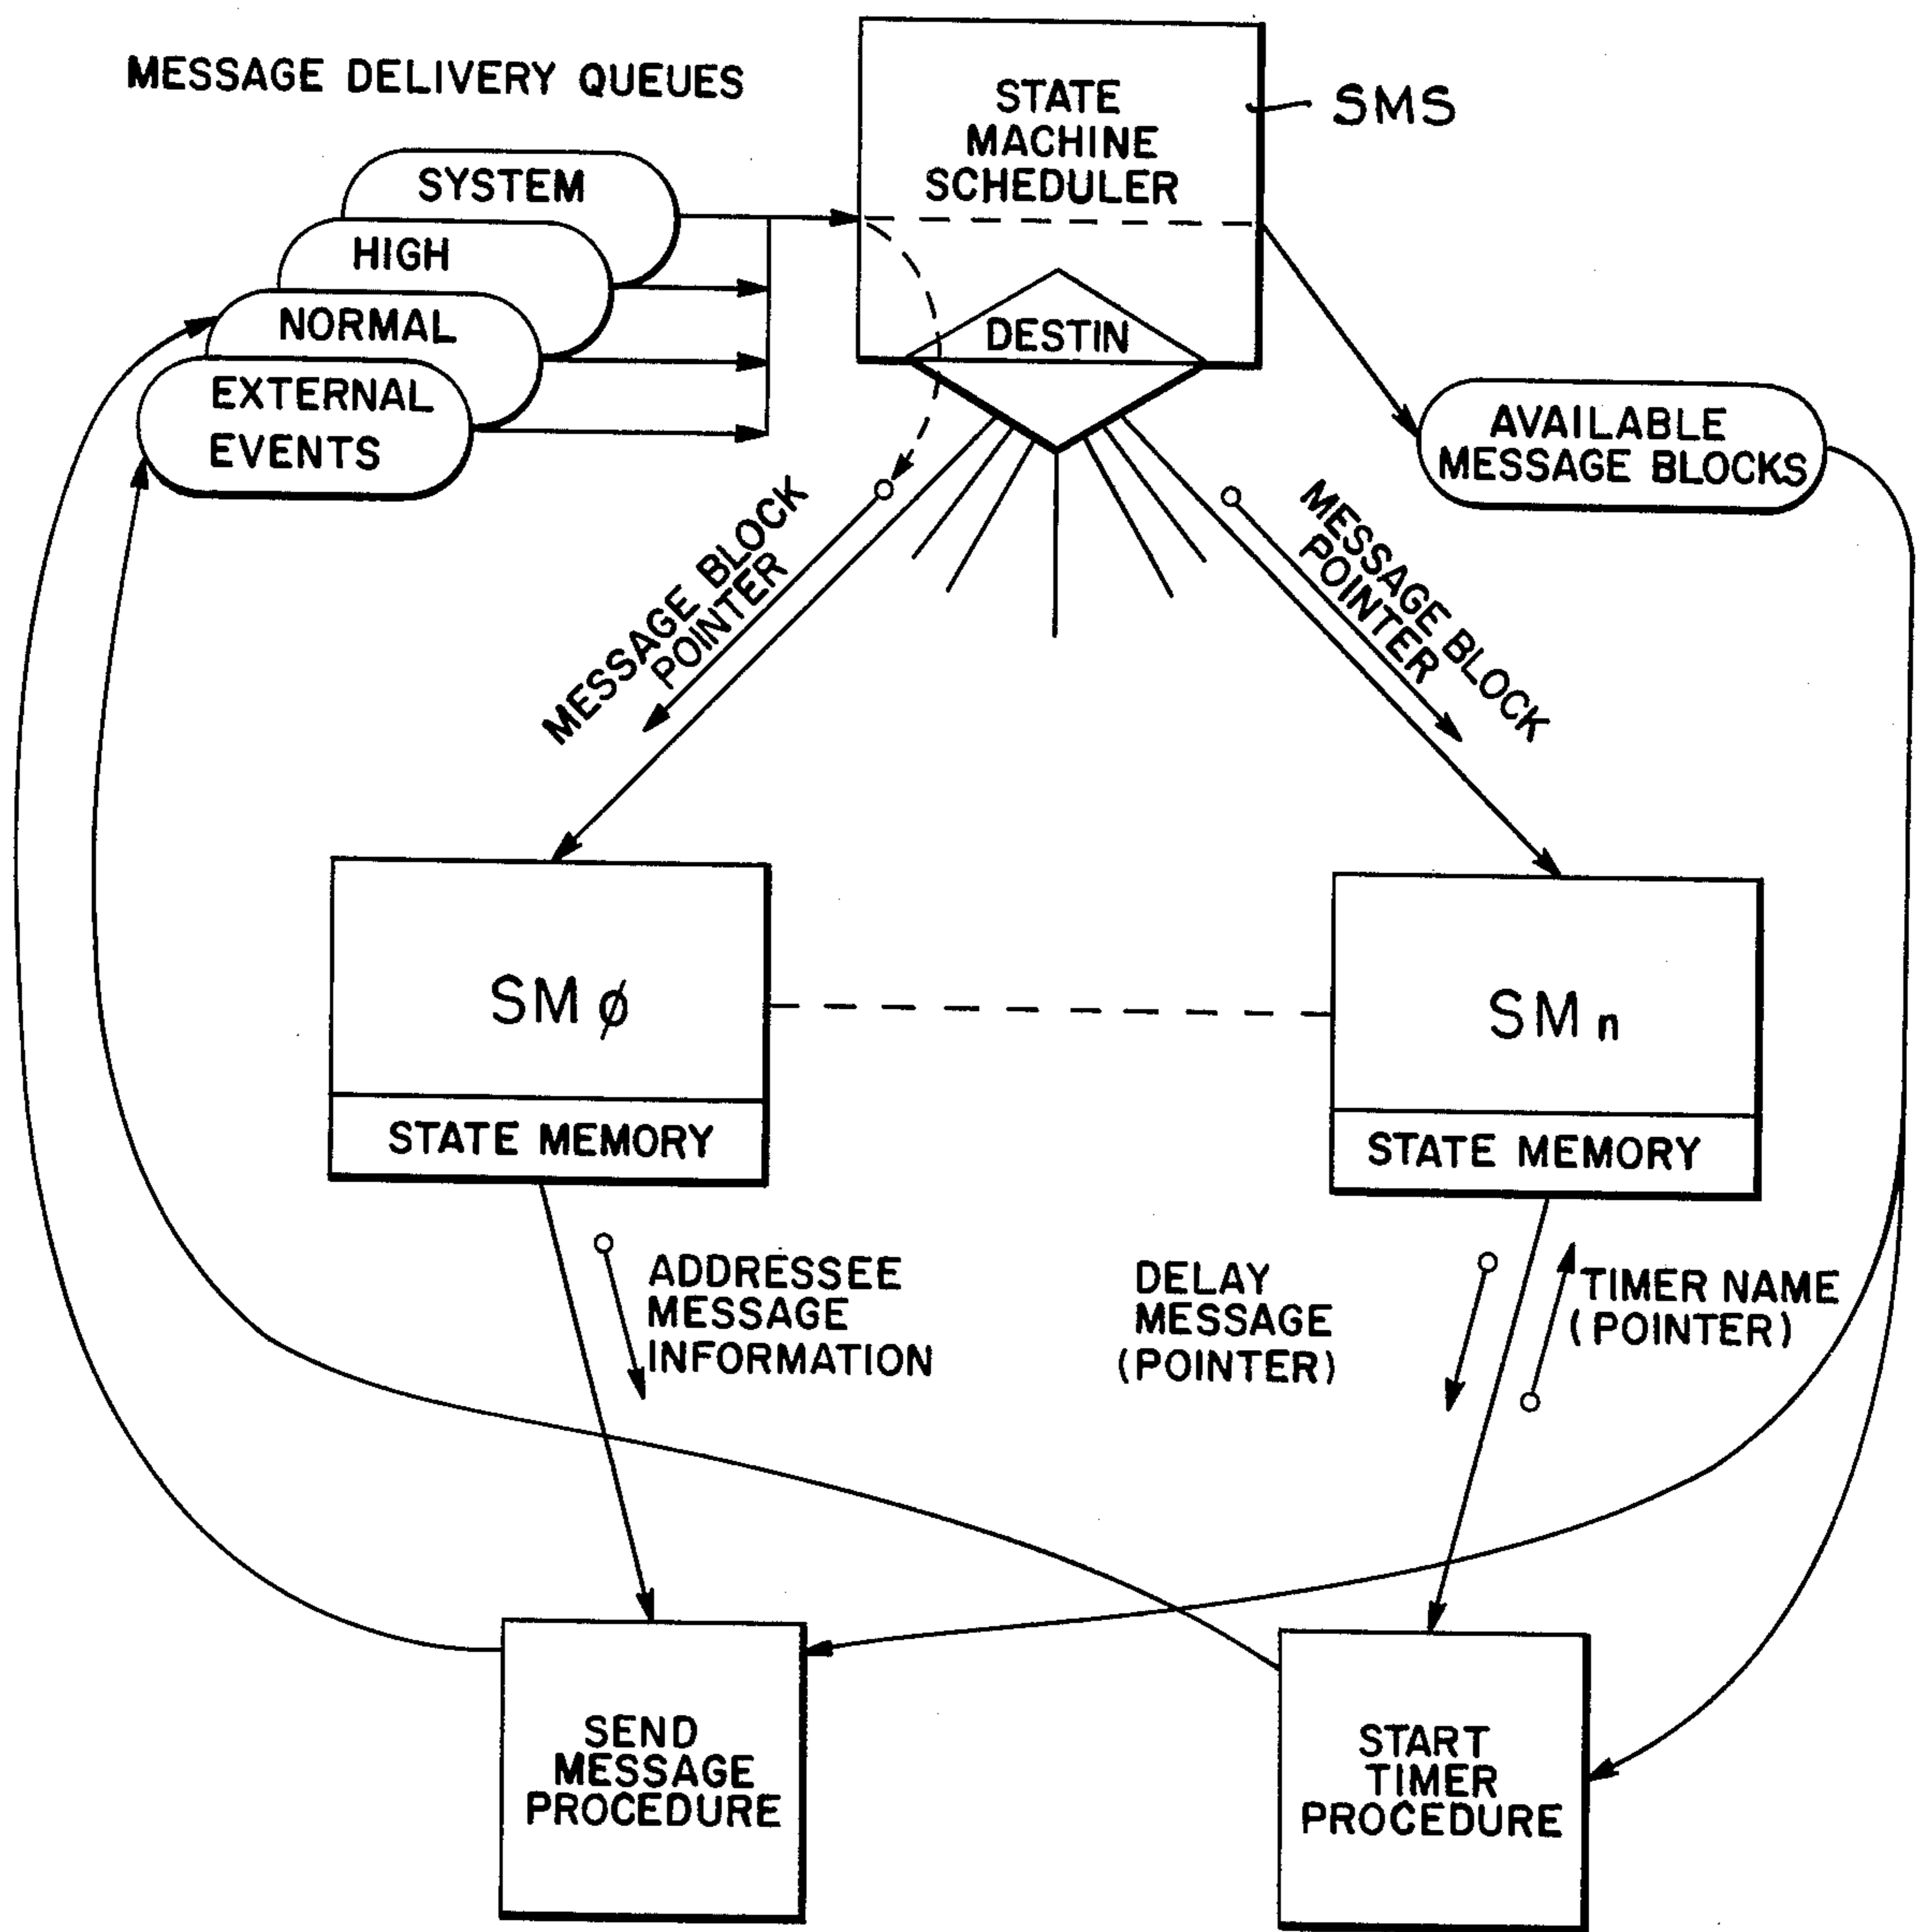 MESSAGE DELIVERY QUEUES
STATE
MACHINE
SCHEDULER
SMS
SYSTEM
HIGH
NORMAL
EXTERNAL
EVENTS
DESTIN
AVAILABLE
MESSAGE BLOCKS
MESSAGE BLOCK
POINTER
MESSAGE BLOCK
POINTER
SM ϕ
STATE MEMORY
SM n
STATE MEMORY
ADDRESSEE
MESSAGE
INFORMATION
DELAY
MESSAGE
(POINTER)
TIMER NAME
(POINTER)
SEND
MESSAGE
PROCEDURE
START
TIMER
PROCEDURE